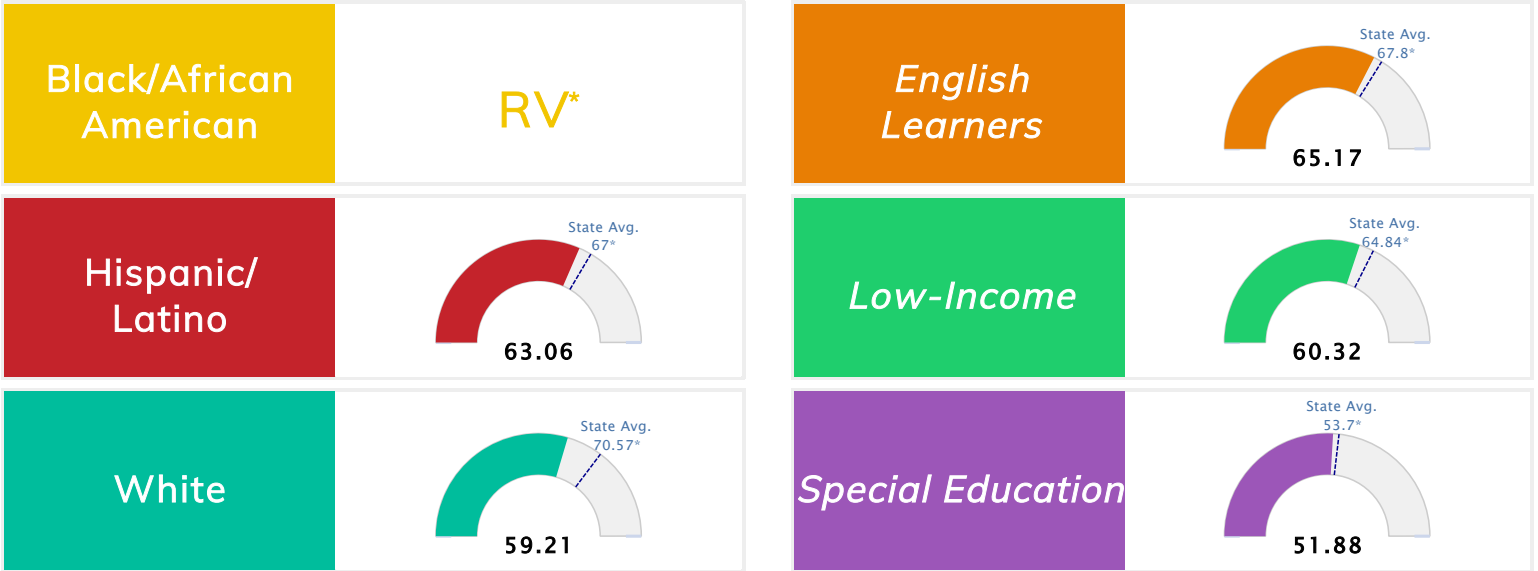 Black/African
American
RV*
English
Learners
State Avg.
67.8*
65.17
Hispanic/
Latino
State Avg.
67*
63.06
Low-Income
State Avg.
64.84*
60.32
White
State Avg.
70.57*
59.21
Special Education
State Avg.
53.7*
51.88